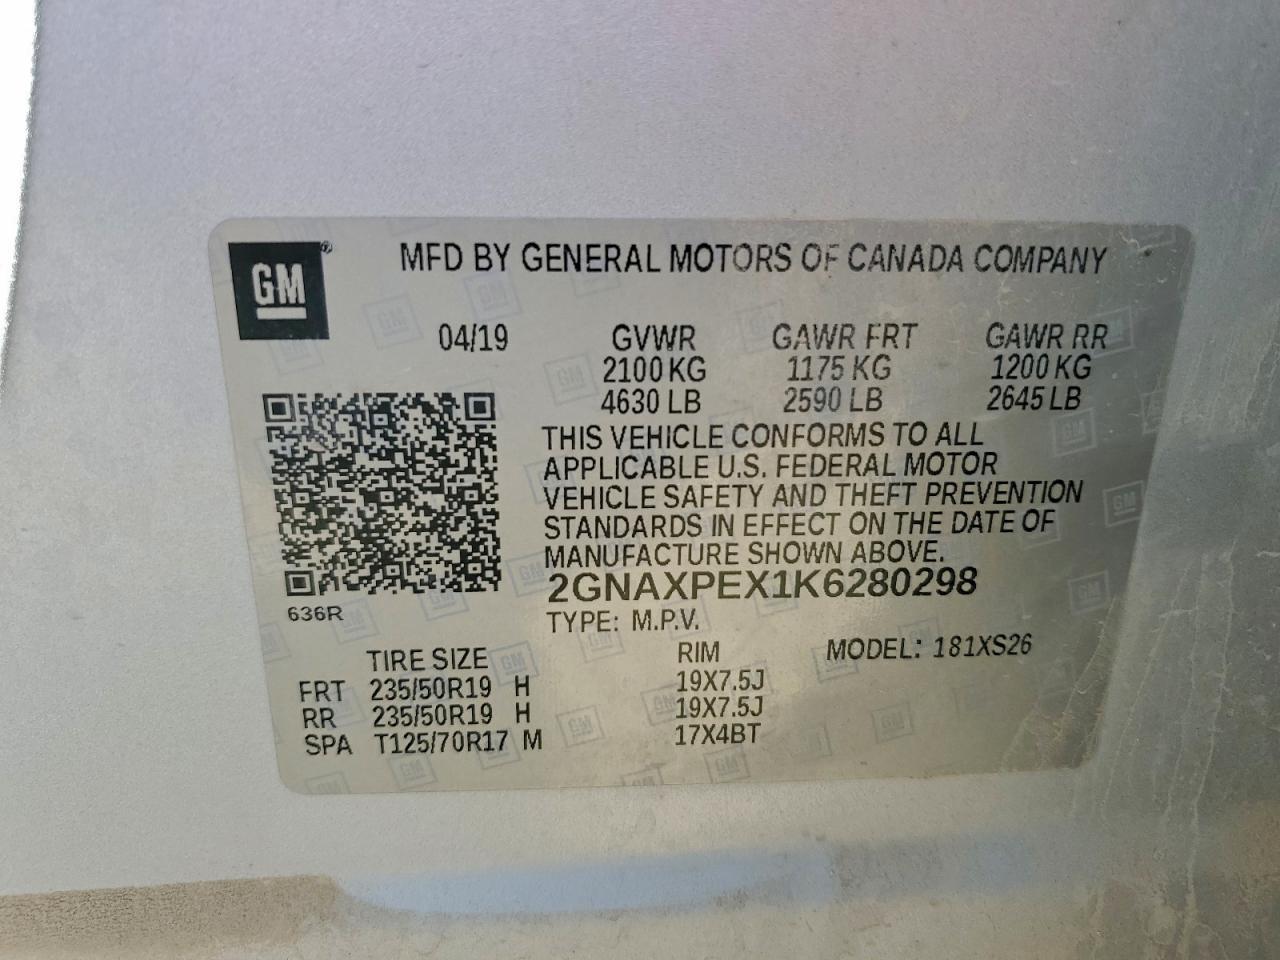 GM®
MFD BY GENERAL MOTORS OF CANADA COMPANY
04/19 GVWR GAWR FRT GAWR RR
2100 KG 1175 KG 1200 KG
4630 LB 2590 LB 2645 LB
THIS VEHICLE CONFORMS TO ALL
APPLICABLE U.S. FEDERAL MOTOR
VEHICLE SAFETY AND THEFT PREVENTION
STANDARDS IN EFFECT ON THE DATE OF
MANUFACTURE SHOWN ABOVE.
2GNAXPEX1K6280298
636R
TYPE: M.P.V.
TIRE SIZE RIM MODEL: 181XS26
FRT 235/50R19 H 19X7.5J
RR 235/50R19 H 19X7.5J
SPA T125/70R17 M 17X4BT